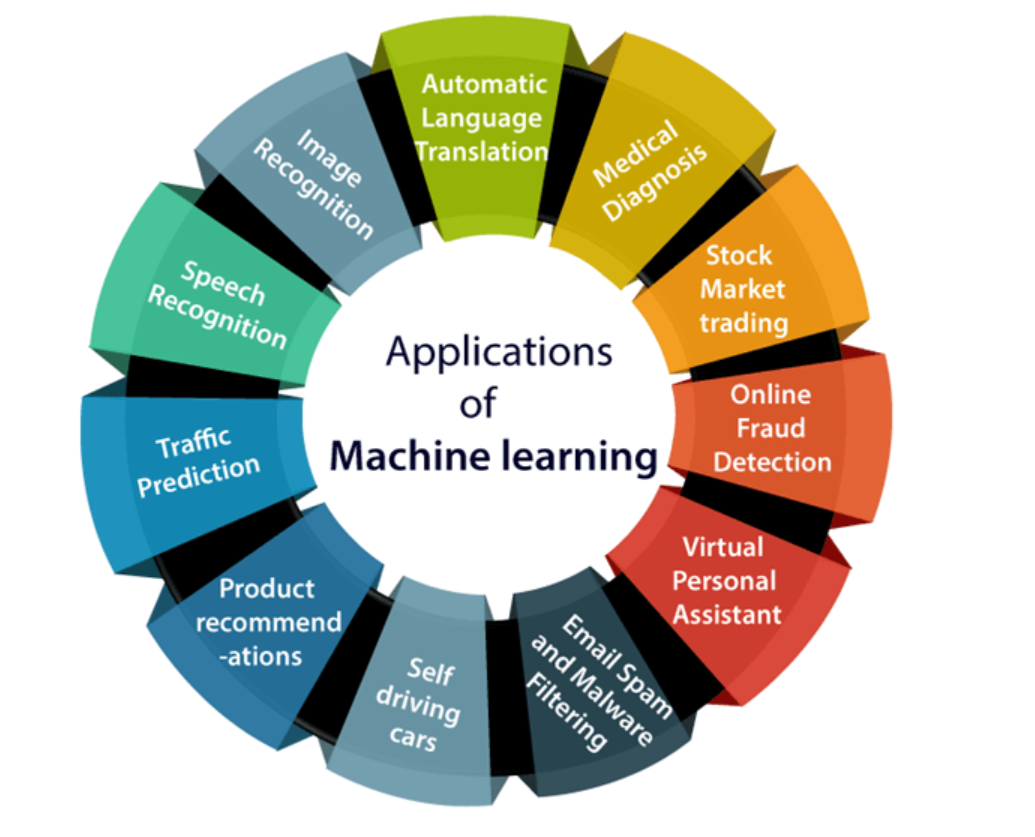 Applications
of
Machine learning
Automatic
Language
Translation
Medical
Diagnosis
Stock
Market
trading
Online
Fraud
Detection
Virtual
Personal
Assistant
Email Spam
and Malware
Filtering
Self
driving
cars
Product
recommend
-ations
Traffic
Prediction
Speech
Recognition
Image
Recognition